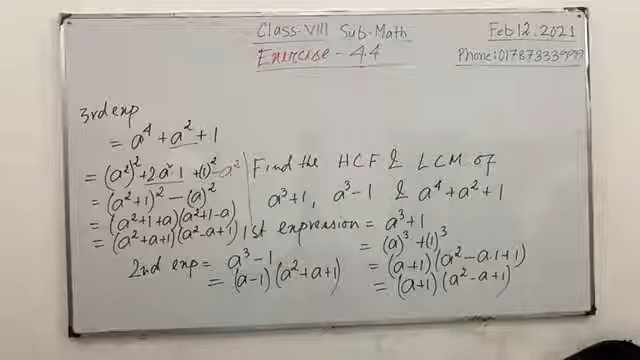 Class-VIII Sub-Math
Exercise - 4.4
Feb 12. 2021
Phone: 01787333999
Find the HCF & LCM of
a³+1, a³-1 & a⁴+a²+1
1st expression = a³+1
= (a)³+(1)³
= (a+1)(a²-a.1+1)
= (a+1)(a²-a+1)
2nd exp = a³-1
= (a-1)(a²+a+1)
3rd exp
= a⁴+a²+1
= (a²)²+2a².1+(1)²-a²
= (a²+1)²-(a)²
= (a²+1+a)(a²+1-a)
= (a²+a+1)(a²-a+1)